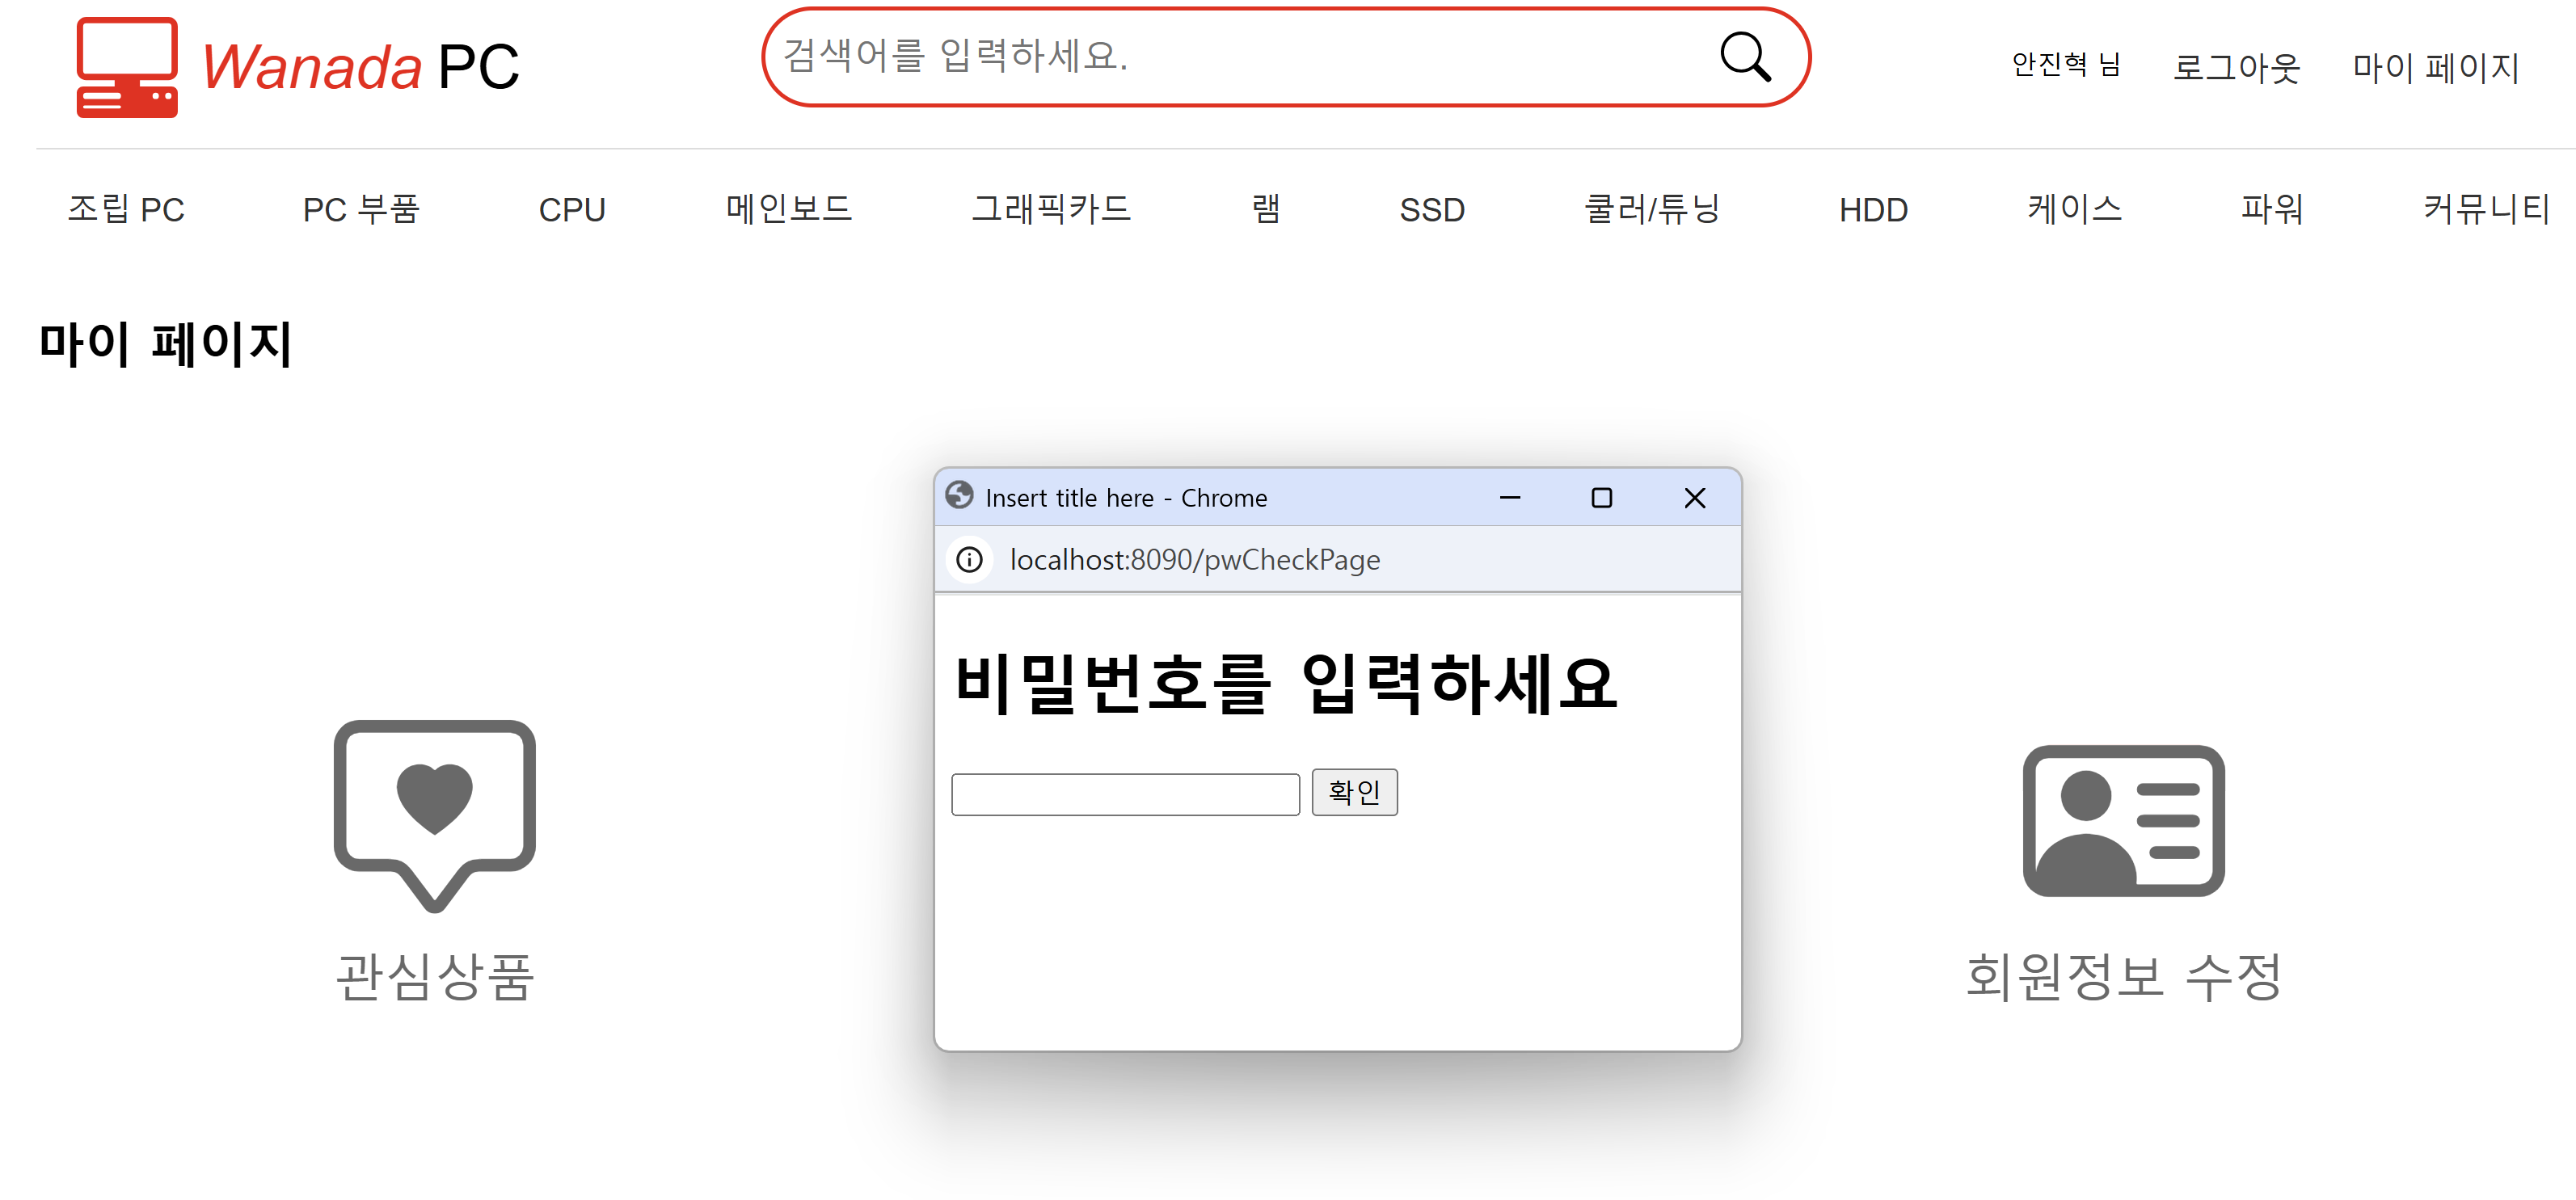 Wanada PC
검색어를 입력하세요.
안진혁 님 로그아웃 마이 페이지
조립 PC PC 부품 CPU 메인보드 그래픽카드 램 SSD 쿨러/튜닝 HDD 케이스 파워 커뮤니티
마이 페이지
Insert title here - Chrome
localhost:8090/pwCheckPage
비밀번호를 입력하세요
확인
관심상품
회원정보 수정